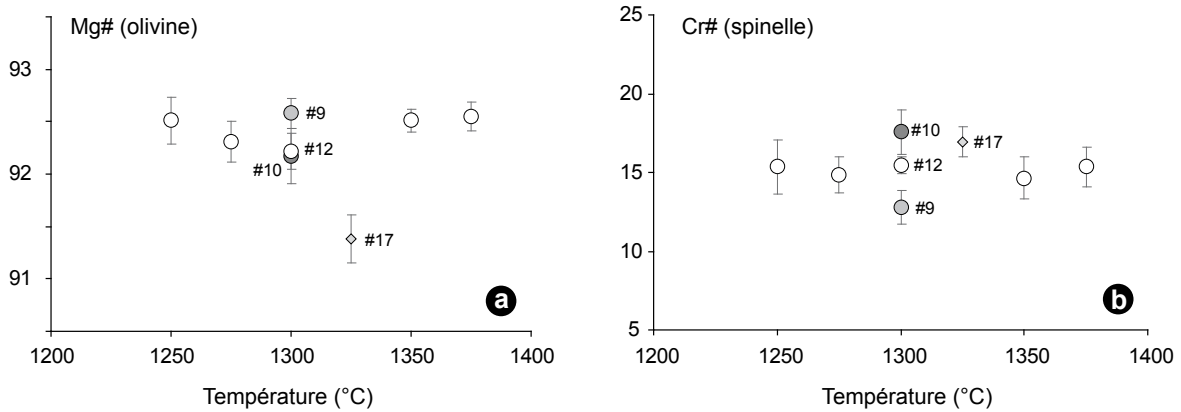 Mg# (olivine)
93
92
91
#9
#12
#10
#17
a
1200 1250 1300 1350 1400
Température (°C)
Cr# (spinelle)
25
20
15
10
5
#10
#17
#12
#9
b
1200 1250 1300 1350 1400
Température (°C)